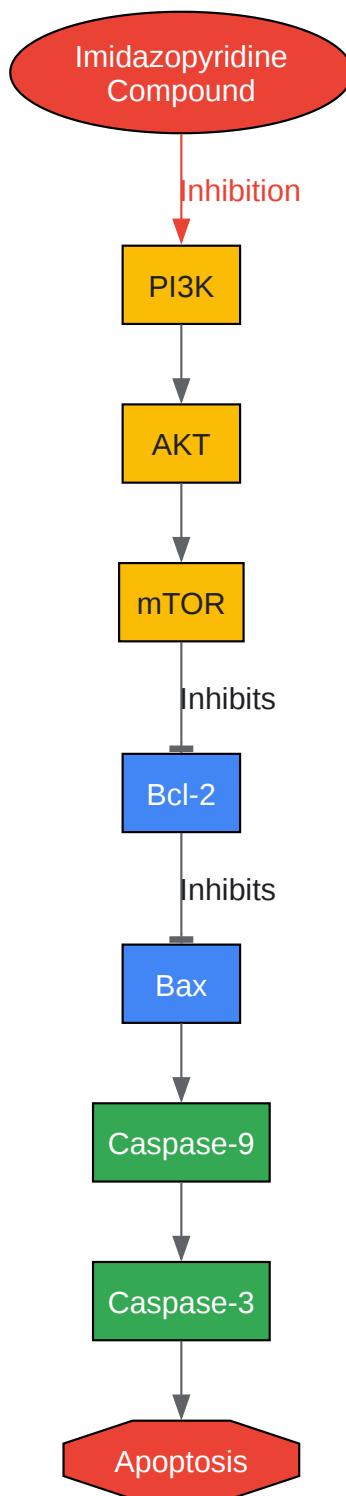 Imidazopyridine
Compound
Inhibition
PI3K
AKT
mTOR
Inhibits
Bcl-2
Inhibits
Bax
Caspase-9
Caspase-3
Apoptosis